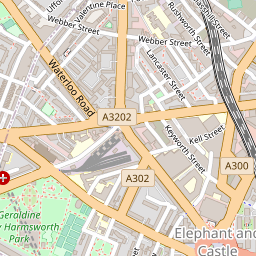 Uffo
Valentine Place
Webber Street
Rushworth Street
Webber Street
Lancaster Street
Waterloo Road
A3202
Keyworth Street
Kell Street
A300
A302
Geraldine
Harmsworth
Park
Elephant and
Castle